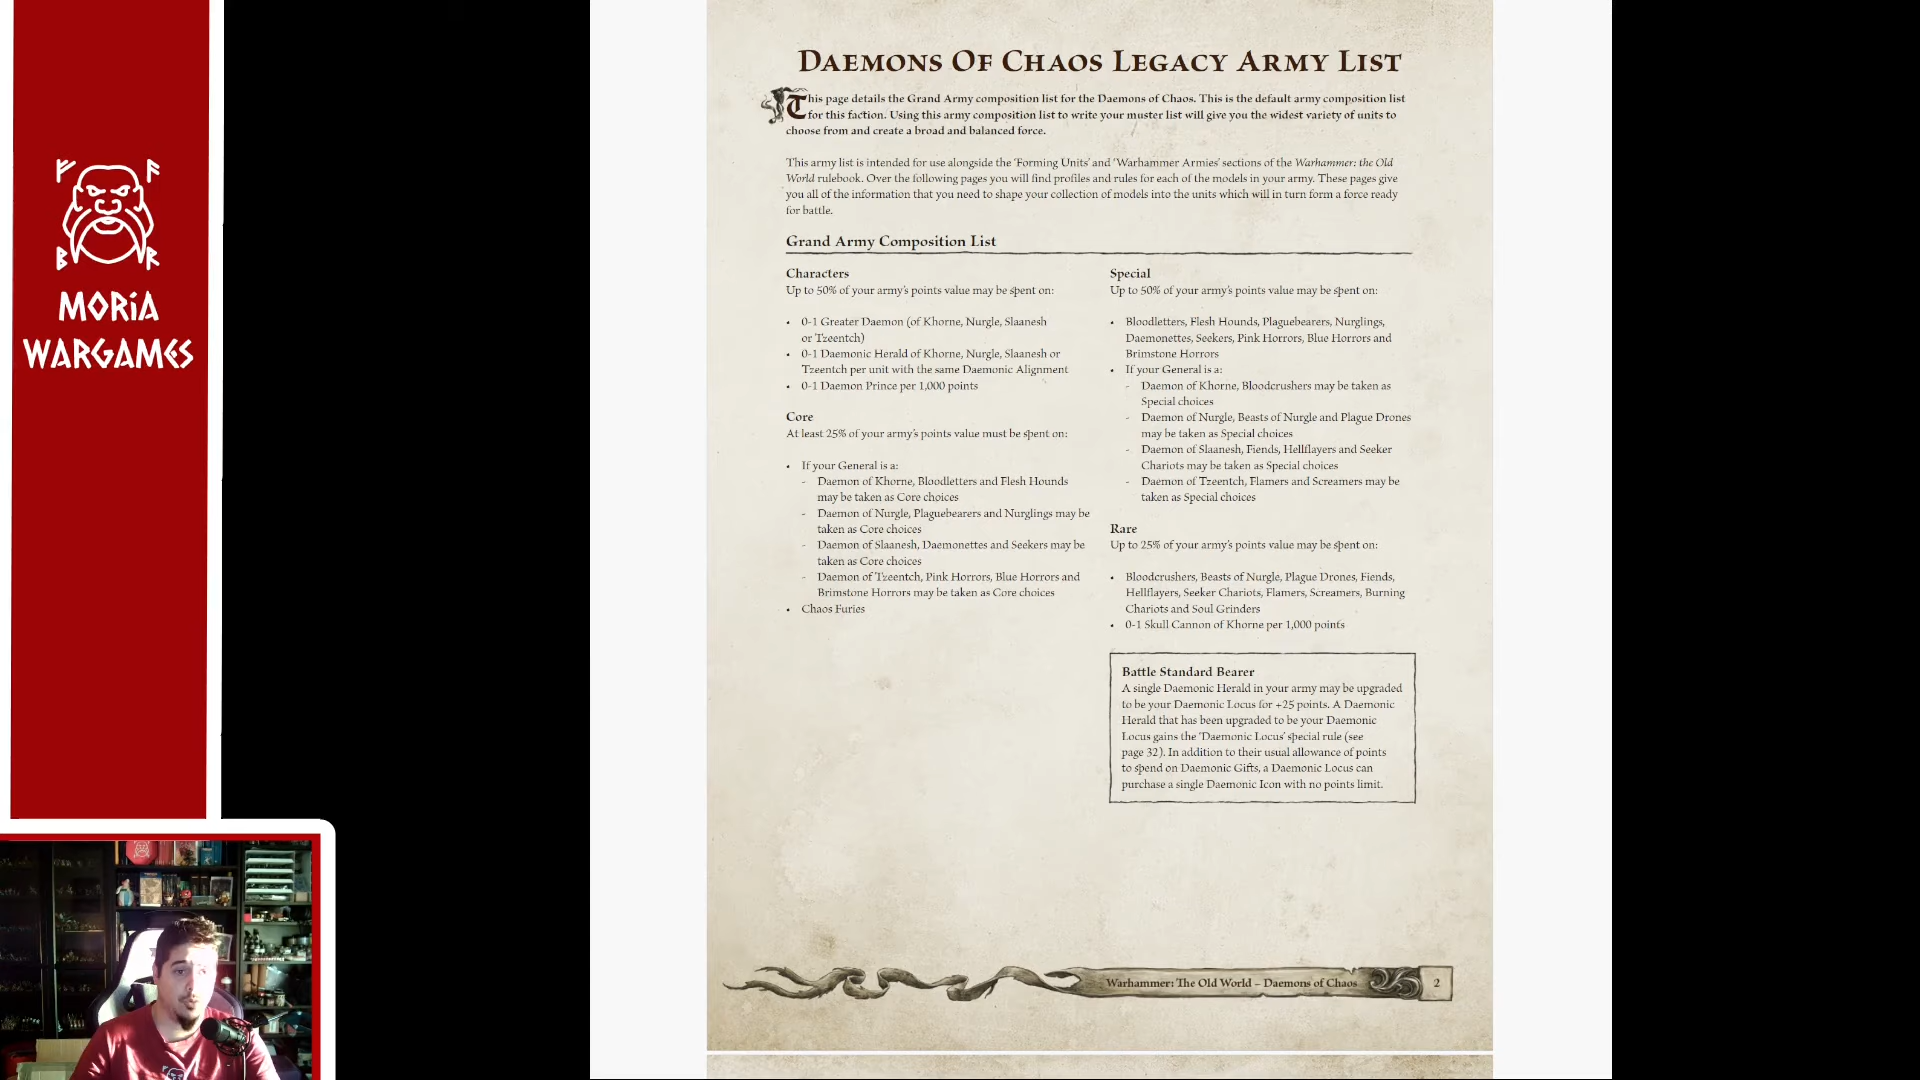 MORIA
WARGAMES
DAEMONS OF CHAOS LEGACY ARMY LIST
This page details the Grand Army composition list for the Daemons of Chaos. This is the default army composition list
for this faction. Using this army composition list to write your muster list will give you the widest variety of units to
choose from and create a broad and balanced force.
This army list is intended for use alongside the 'Forming Units' and 'Warhammer Armies' sections of the Warhammer: the Old
World rulebook. Over the following pages you will find profiles and rules for each of the models in your army. These pages give
you all of the information that you need to shape your collection of models into the units which will in turn form a force ready
for battle.
Grand Army Composition List
Characters
Up to 50% of your army's points value may be spent on:
• 0-1 Greater Daemon (of Khorne, Nurgle, Slaanesh
or Tzeentch)
• 0-1 Daemonic Herald of Khorne, Nurgle, Slaanesh or
Tzeentch per unit with the same Daemonic Alignment
• 0-1 Daemon Prince per 1,000 points
Core
At least 25% of your army's points value must be spent on:
• If your General is a:
- Daemon of Khorne, Bloodletters and Flesh Hounds
may be taken as Core choices
- Daemon of Nurgle, Plaguebearers and Nurglings may be
taken as Core choices
- Daemon of Slaanesh, Daemonettes and Seekers may be
taken as Core choices
- Daemon of Tzeentch, Pink Horrors, Blue Horrors and
Brimstone Horrors may be taken as Core choices
• Chaos Furies
Special
Up to 50% of your army's points value may be spent on:
• Bloodletters, Flesh Hounds, Plaguebearers, Nurglings,
Daemonettes, Seekers, Pink Horrors, Blue Horrors and
Brimstone Horrors
• If your General is a:
- Daemon of Khorne, Bloodcrushers may be taken as
Special choices
- Daemon of Nurgle, Beasts of Nurgle and Plague Drones
may be taken as Special choices
- Daemon of Slaanesh, Fiends, Hellflayers and Seeker
Chariots may be taken as Special choices
- Daemon of Tzeentch, Flamers and Screamers may be
taken as Special choices
Rare
Up to 25% of your army's points value may be spent on:
• Bloodcrushers, Beasts of Nurgle, Plague Drones, Fiends,
Hellflayers, Seeker Chariots, Flamers, Screamers, Burning
Chariots and Soul Grinders
• 0-1 Skull Cannon of Khorne per 1,000 points
Battle Standard Bearer
A single Daemonic Herald in your army may be upgraded
to be your Daemonic Locus for +25 points. A Daemonic
Herald that has been upgraded to be your Daemonic
Locus gains the 'Daemonic Locus' special rule (see
page 32). In addition to their usual allowance of points
to spend on Daemonic Gifts, a Daemonic Locus can
purchase a single Daemonic Icon with no points limit.
Warhammer: The Old World – Daemons of Chaos
2